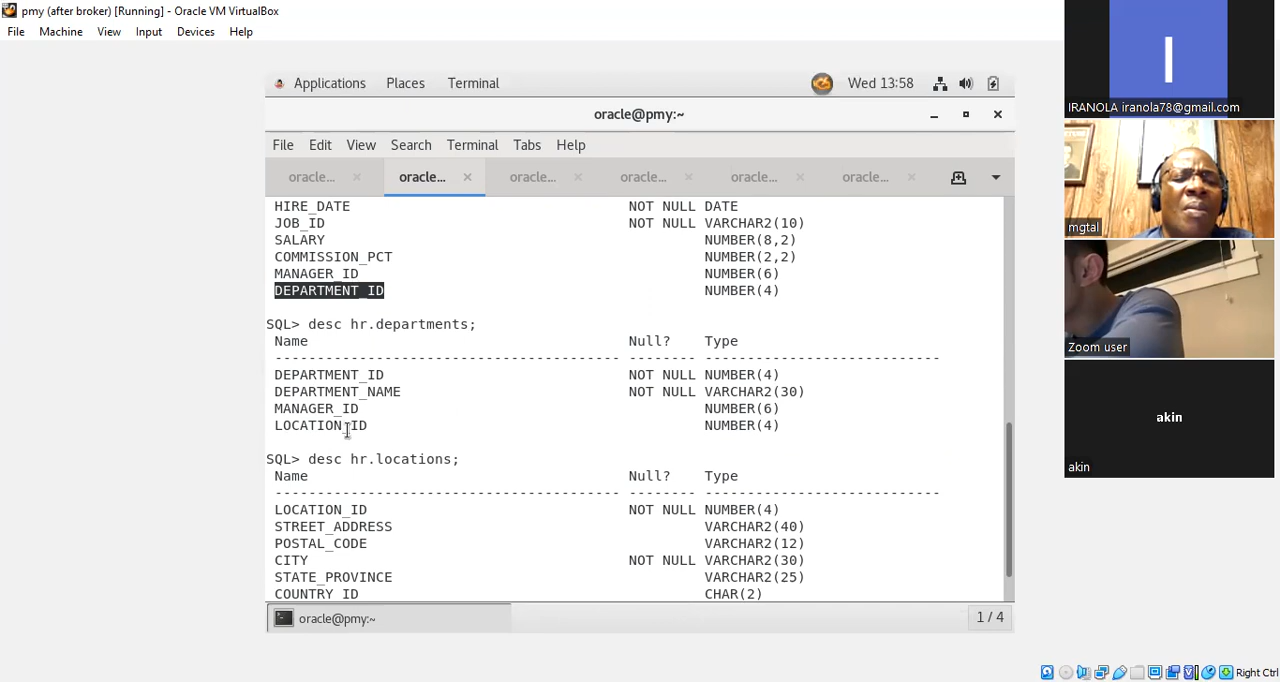 pmy (after broker) [Running] - Oracle VM VirtualBox
File Machine View Input Devices Help
Applications Places Terminal Wed 13:58
oracle@pmy:~
File Edit View Search Terminal Tabs Help
oracle... oracle... oracle... oracle... oracle... oracle...
HIRE_DATE NOT NULL DATE
JOB_ID NOT NULL VARCHAR2(10)
SALARY NUMBER(8,2)
COMMISSION_PCT NUMBER(2,2)
MANAGER_ID NUMBER(6)
DEPARTMENT_ID NUMBER(4)
SQL> desc hr.departments;
Name Null? Type
----------------------------------------- -------- ----------------------------
DEPARTMENT_ID NOT NULL NUMBER(4)
DEPARTMENT_NAME NOT NULL VARCHAR2(30)
MANAGER_ID NUMBER(6)
LOCATION_ID NUMBER(4)
SQL> desc hr.locations;
Name Null? Type
----------------------------------------- -------- ----------------------------
LOCATION_ID NOT NULL NUMBER(4)
STREET_ADDRESS VARCHAR2(40)
POSTAL_CODE VARCHAR2(12)
CITY NOT NULL VARCHAR2(30)
STATE_PROVINCE VARCHAR2(25)
COUNTRY_ID CHAR(2)
oracle@pmy:~ 1 / 4
Right Ctrl
I
IRANOLA iranola78@gmail.com
mgtal
Zoom user
akin
akin